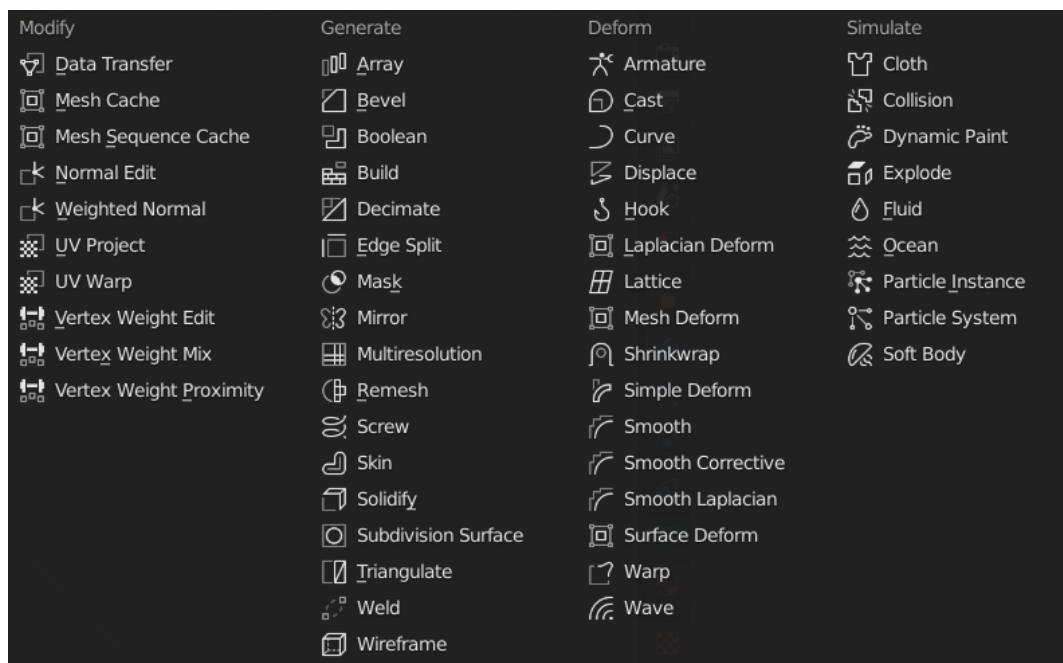 Modify
Data Transfer
Mesh Cache
Mesh Sequence Cache
Normal Edit
Weighted Normal
UV Project
UV Warp
Vertex Weight Edit
Vertex Weight Mix
Vertex Weight Proximity
Generate
Array
Bevel
Boolean
Build
Decimate
Edge Split
Mask
Mirror
Multiresolution
Remesh
Screw
Skin
Solidify
Subdivision Surface
Triangulate
Weld
Wireframe
Deform
Armature
Cast
Curve
Displace
Hook
Laplacian Deform
Lattice
Mesh Deform
Shrinkwrap
Simple Deform
Smooth
Smooth Corrective
Smooth Laplacian
Surface Deform
Warp
Wave
Simulate
Cloth
Collision
Dynamic Paint
Explode
Fluid
Ocean
Particle Instance
Particle System
Soft Body